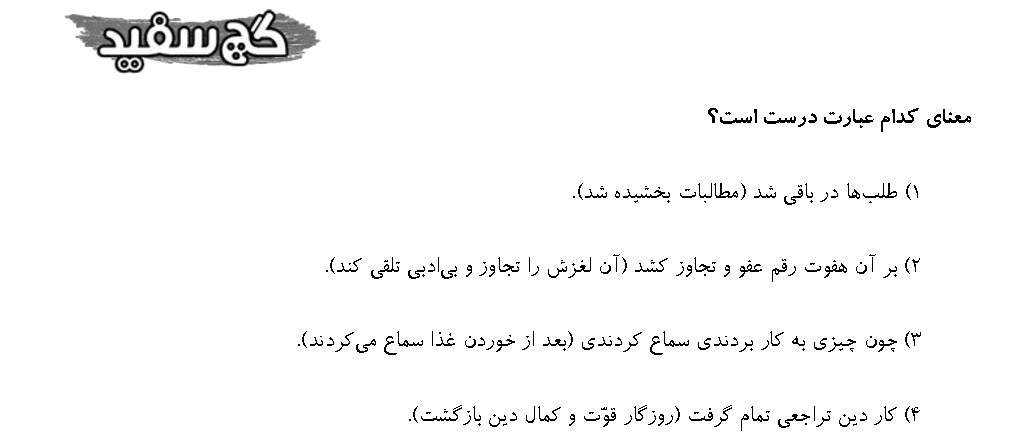 گچ سفید
معنای کدام عبارت درست است؟
۱) طلب‌ها در باقی شد (مطالبات بخشیده شد).
۲) بر آن هفوت رقم عفو و تجاوز کشد (آن لغزش را تجاوز و بی‌ادبی تلقی کند).
۳) چون چیزی به کار بردندی سماع کردندی (بعد از خوردن غذا سماع می‌کردند).
۴) کار دین تراجعی تمام گرفت (روزگار قوّت و کمال دین بازگشت).